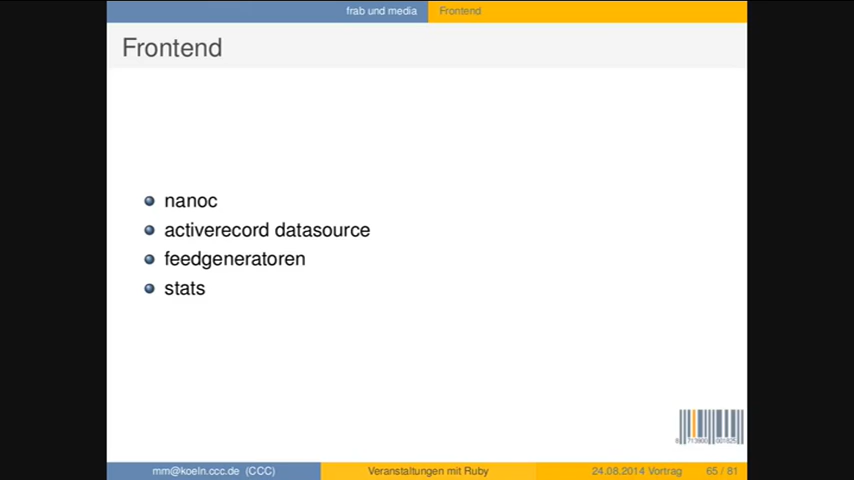 frab und media Frontend
Frontend
nanoc
activerecord datasource
feedgeneratoren
stats
mm@koeln.ccc.de (CCC) Veranstaltungen mit Ruby 24.08.2014 Vortrag 65 / 81